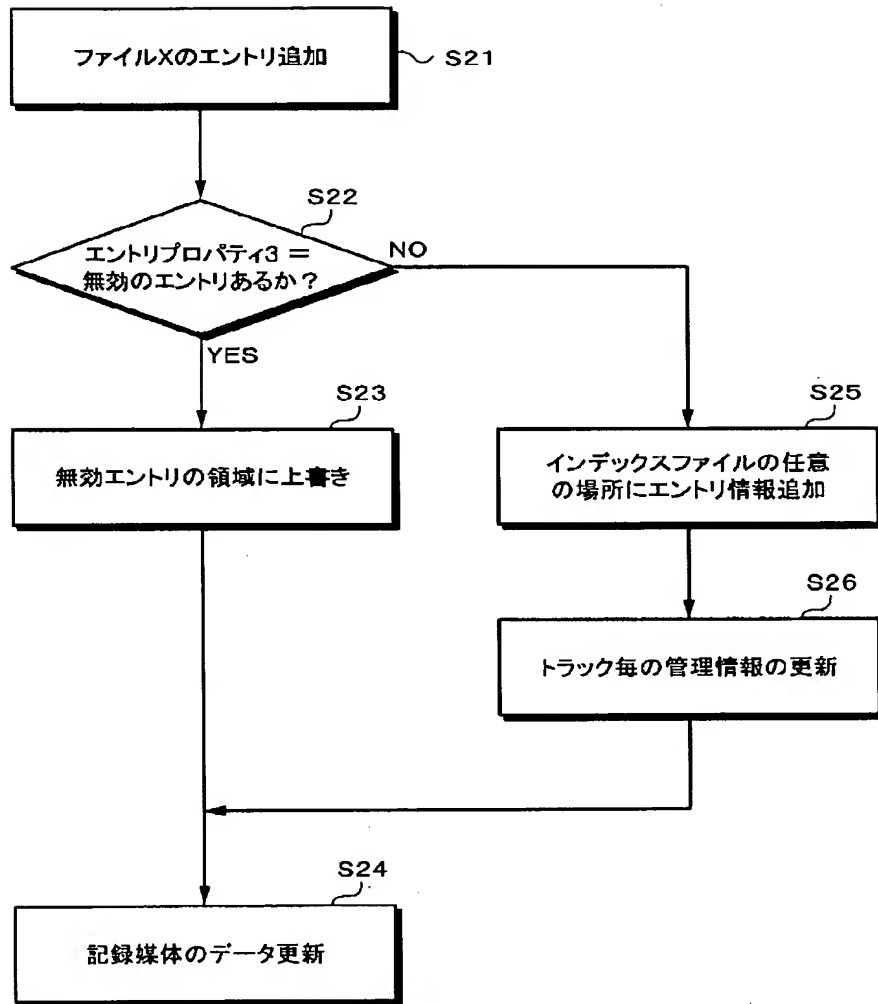 ファイルXのエントリ追加
S21
S22
エントリプロパティ3 =
無効のエントリあるか?
NO
YES
S23
無効エントリの領域に上書き
S25
インデックスファイルの任意
の場所にエントリ情報追加
S26
トラック毎の管理情報の更新
S24
記録媒体のデータ更新